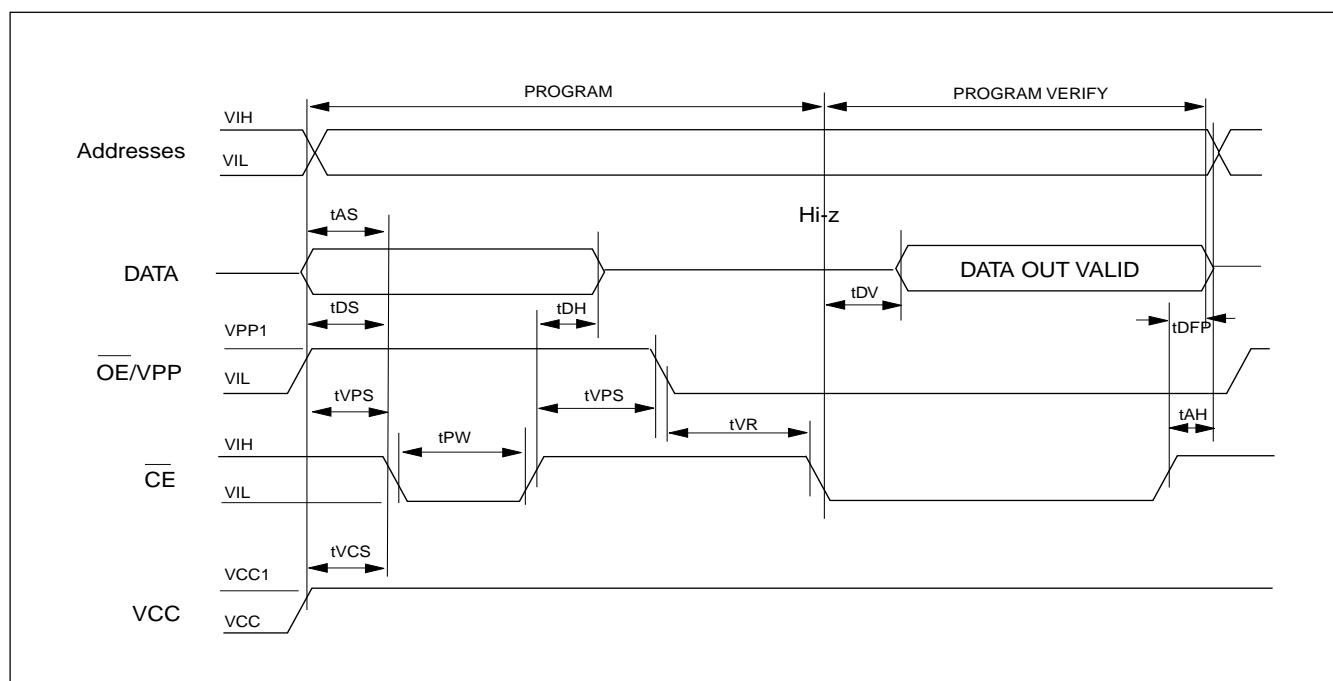 PROGRAM PROGRAM VERIFY
VIH
Addresses
VIL
tAS
Hi-z
DATA
DATA OUT VALID
tDS
tDH
tDV
tDFP
VPP1
OE/VPP
VIL
tVPS
tVPS
tAH
tPW
tVR
VIH
CE
VIL
tVCS
VCC1
VCC
VCC